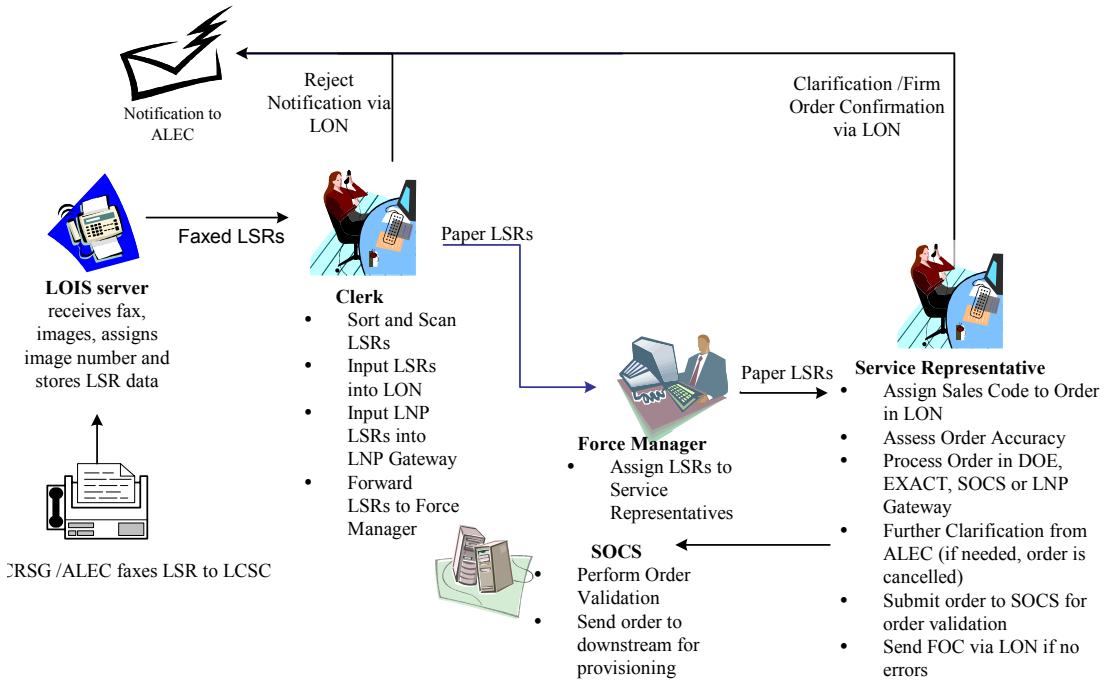 Notification to
ALEC
Reject
Notification via
LON
Clarification /Firm
Order Confirmation
via LON
Faxed LSRs
Paper LSRs
LOIS server
receives fax,
images, assigns
image number and
stores LSR data
CRSG /ALEC faxes LSR to LCSC
Clerk
• Sort and Scan
LSRs
• Input LSRs
into LON
• Input LNP
LSRs into
LNP Gateway
• Forward
LSRs to Force
Manager
Force Manager
• Assign LSRs to
Service
Representatives
Paper LSRs
Service Representative
• Assign Sales Code to Order
in LON
• Assess Order Accuracy
• Process Order in DOE,
EXACT, SOCS or LNP
Gateway
• Further Clarification from
ALEC (if needed, order is
cancelled)
• Submit order to SOCS for
order validation
• Send FOC via LON if no
errors
SOCS
• Perform Order
Validation
• Send order to
downstream for
provisioning